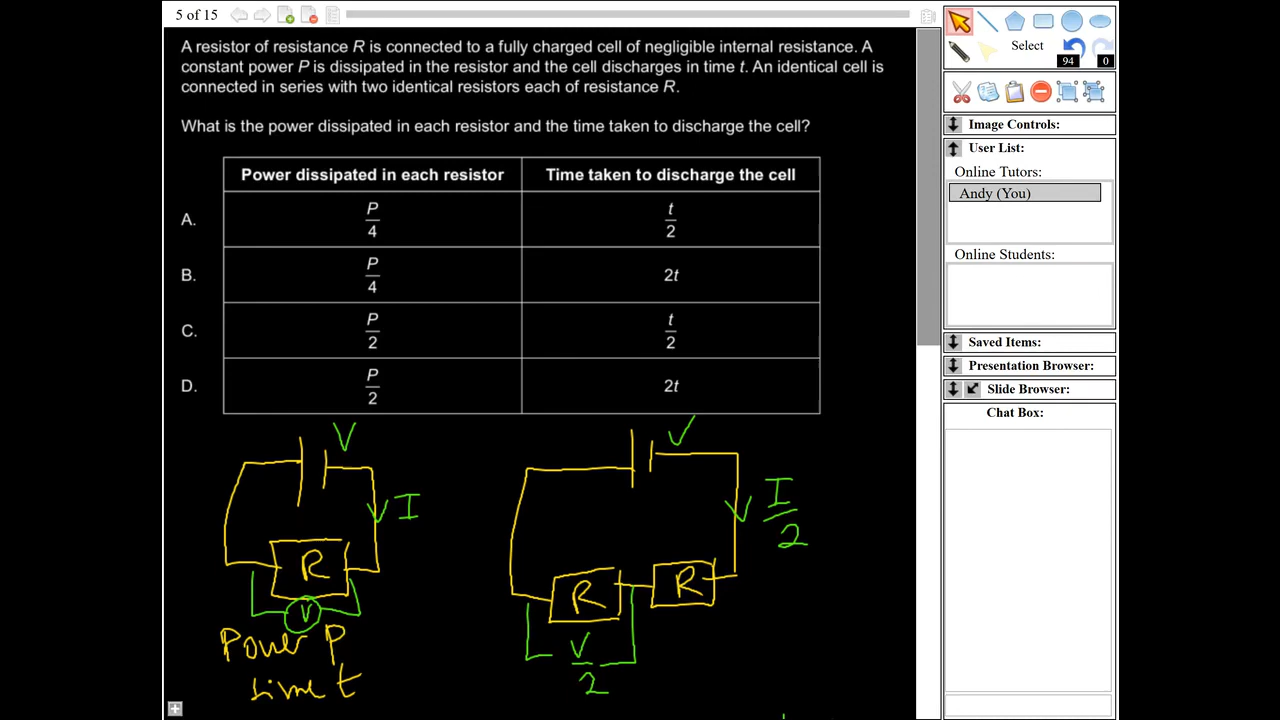 5 of 15
A resistor of resistance R is connected to a fully charged cell of negligible internal resistance. A
constant power P is dissipated in the resistor and the cell discharges in time t. An identical cell is
connected in series with two identical resistors each of resistance R.
What is the power dissipated in each resistor and the time taken to discharge the cell?
Power dissipated in each resistor Time taken to discharge the cell
A. P/4 t/2
B. P/4 2t
C. P/2 t/2
D. P/2 2t
V
I
R
V
Power P
time t
V
I/2
R R
V/2
Select
94 0
Image Controls:
User List:
Online Tutors:
Andy (You)
Online Students:
Saved Items:
Presentation Browser:
Slide Browser:
Chat Box: